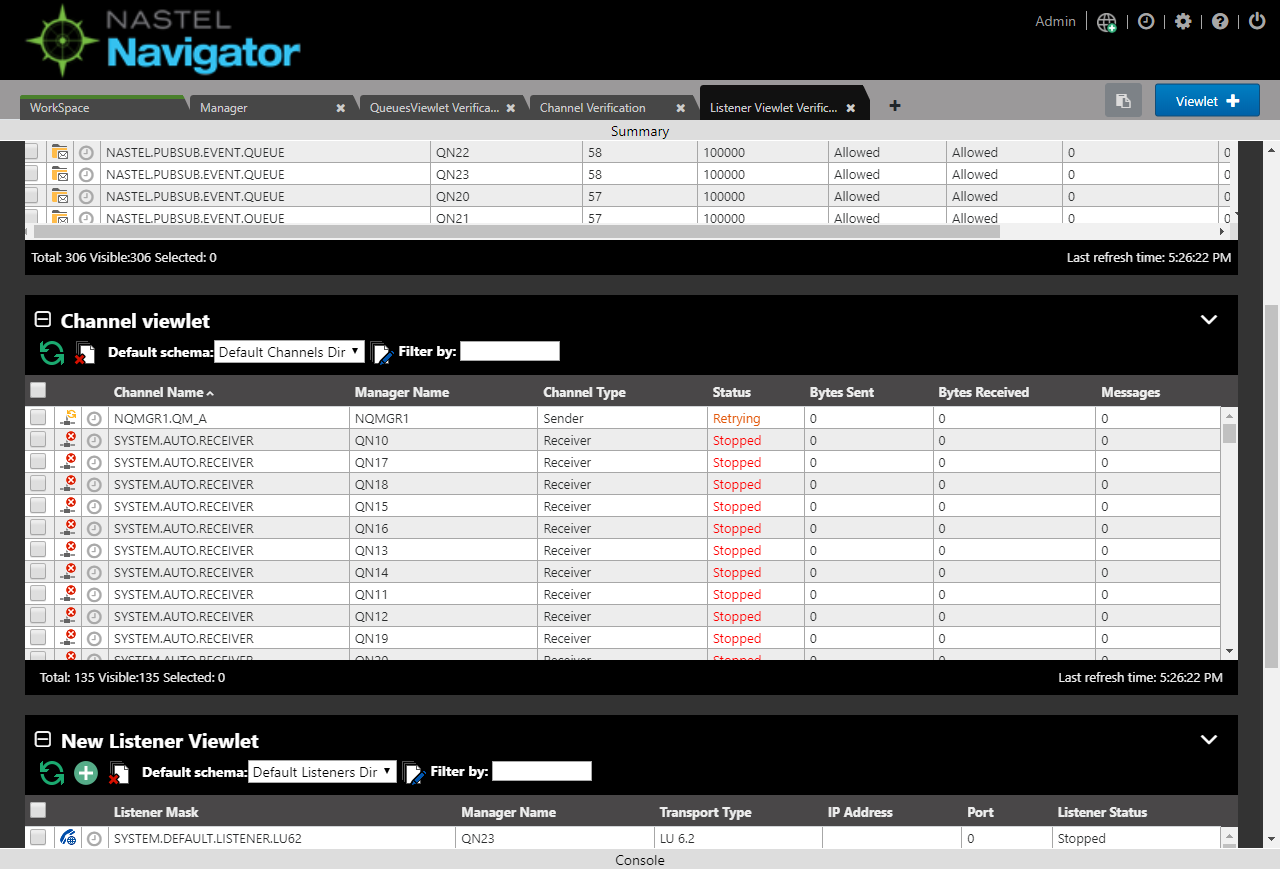 NASTEL
Navigator
Admin
WorkSpace Manager QueuesViewlet Verifica... Channel Verification Listener Viewlet Verific...
Viewlet
Summary
NASTEL.PUBSUB.EVENT.QUEUE QN22 58 100000 Allowed Allowed 0 0
NASTEL.PUBSUB.EVENT.QUEUE QN23 58 100000 Allowed Allowed 0 0
NASTEL.PUBSUB.EVENT.QUEUE QN20 57 100000 Allowed Allowed 0 0
NASTEL.PUBSUB.EVENT.QUEUE QN21 57 100000 Allowed Allowed 0 0
Total: 306 Visible:306 Selected: 0 Last refresh time: 5:26:22 PM
Channel viewlet
Default schema: Default Channels Dir Filter by:
Channel Name Manager Name Channel Type Status Bytes Sent Bytes Received Messages
NQMGR1.QM_A NQMGR1 Sender Retrying 0 0 0
SYSTEM.AUTO.RECEIVER QN10 Receiver Stopped 0 0 0
SYSTEM.AUTO.RECEIVER QN17 Receiver Stopped 0 0 0
SYSTEM.AUTO.RECEIVER QN18 Receiver Stopped 0 0 0
SYSTEM.AUTO.RECEIVER QN15 Receiver Stopped 0 0 0
SYSTEM.AUTO.RECEIVER QN16 Receiver Stopped 0 0 0
SYSTEM.AUTO.RECEIVER QN13 Receiver Stopped 0 0 0
SYSTEM.AUTO.RECEIVER QN14 Receiver Stopped 0 0 0
SYSTEM.AUTO.RECEIVER QN11 Receiver Stopped 0 0 0
SYSTEM.AUTO.RECEIVER QN12 Receiver Stopped 0 0 0
SYSTEM.AUTO.RECEIVER QN19 Receiver Stopped 0 0 0
SYSTEM.AUTO.RECEIVER QN20 Receiver Stopped 0 0 0
Total: 135 Visible:135 Selected: 0 Last refresh time: 5:26:22 PM
New Listener Viewlet
Default schema: Default Listeners Dir Filter by:
Listener Mask Manager Name Transport Type IP Address Port Listener Status
SYSTEM.DEFAULT.LISTENER.LU62 QN23 LU 6.2 0 Stopped
Console